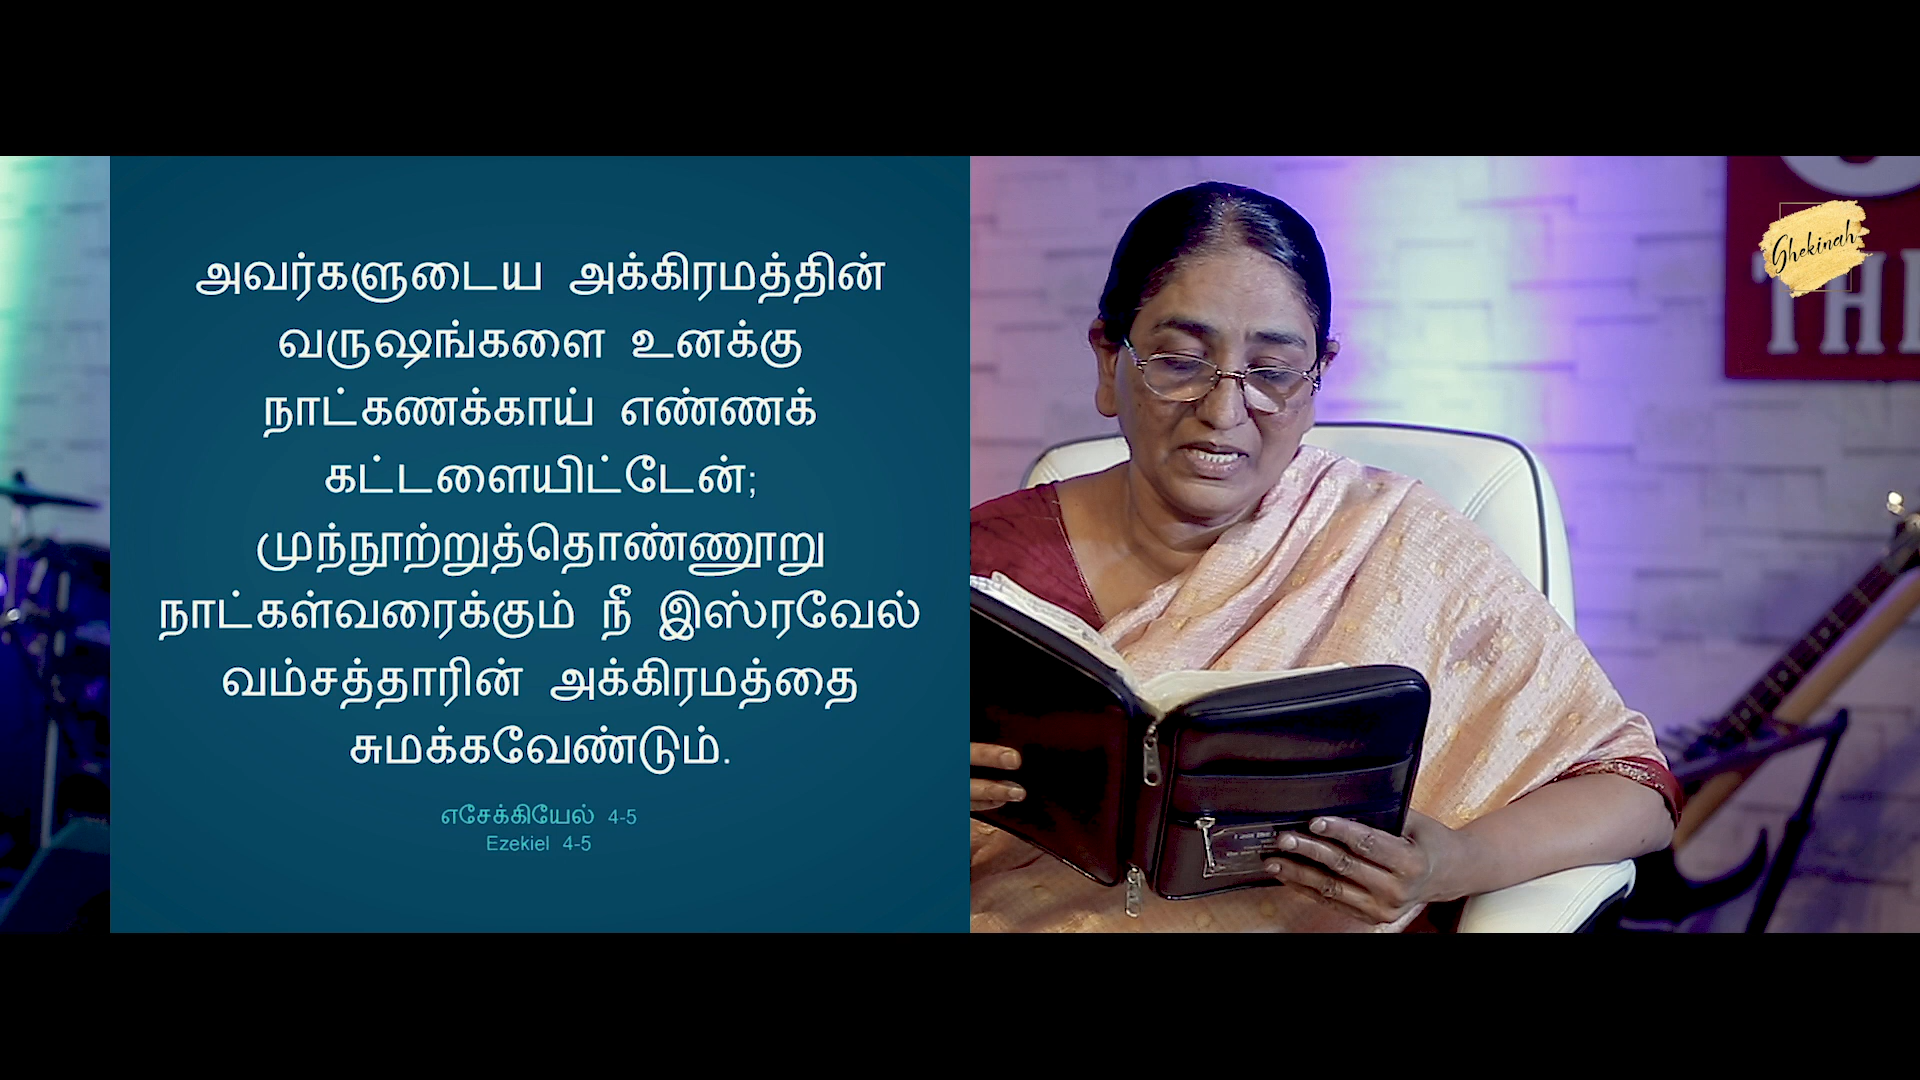 அவர்களுடைய அக்கிரமத்தின்
வருஷங்களை உனக்கு
நாட்கணக்காய் எண்ணக்
கட்டளையிட்டேன்;
முந்நூற்றுத்தொண்ணூறு
நாட்கள்வரைக்கும் நீ இஸ்ரவேல்
வம்சத்தாரின் அக்கிரமத்தை
சுமக்கவேண்டும்.
எசேக்கியேல் 4-5
Ezekiel 4-5
Ghekinah